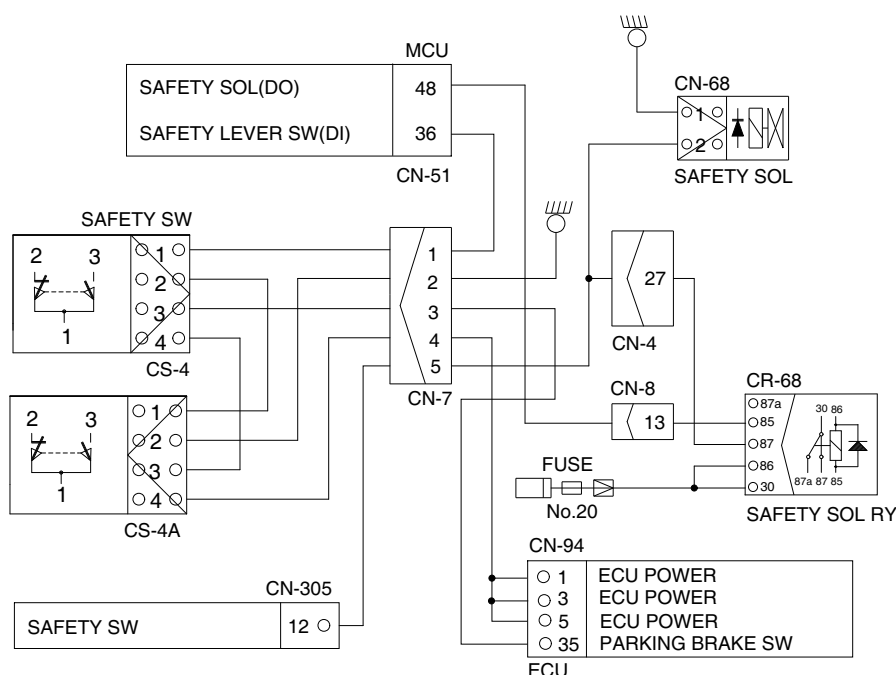 MCU
SAFETY SOL(DO) 48
SAFETY LEVER SW(DI) 36
CN-51
CN-68
1
2
SAFETY SOL
SAFETY SW
2 3
1
1
2
3
4
CS-4
2 3
1
1
2
3
4
CS-4A
1
2
3
4
5
CN-7
27
CN-4
CN-8
13
CR-68
87a
85
87
86
30
30 86
87a 87 85
SAFETY SOL RY
FUSE
No.20
CN-305
SAFETY SW 12
CN-94
1 ECU POWER
3 ECU POWER
5 ECU POWER
35 PARKING BRAKE SW
ECU